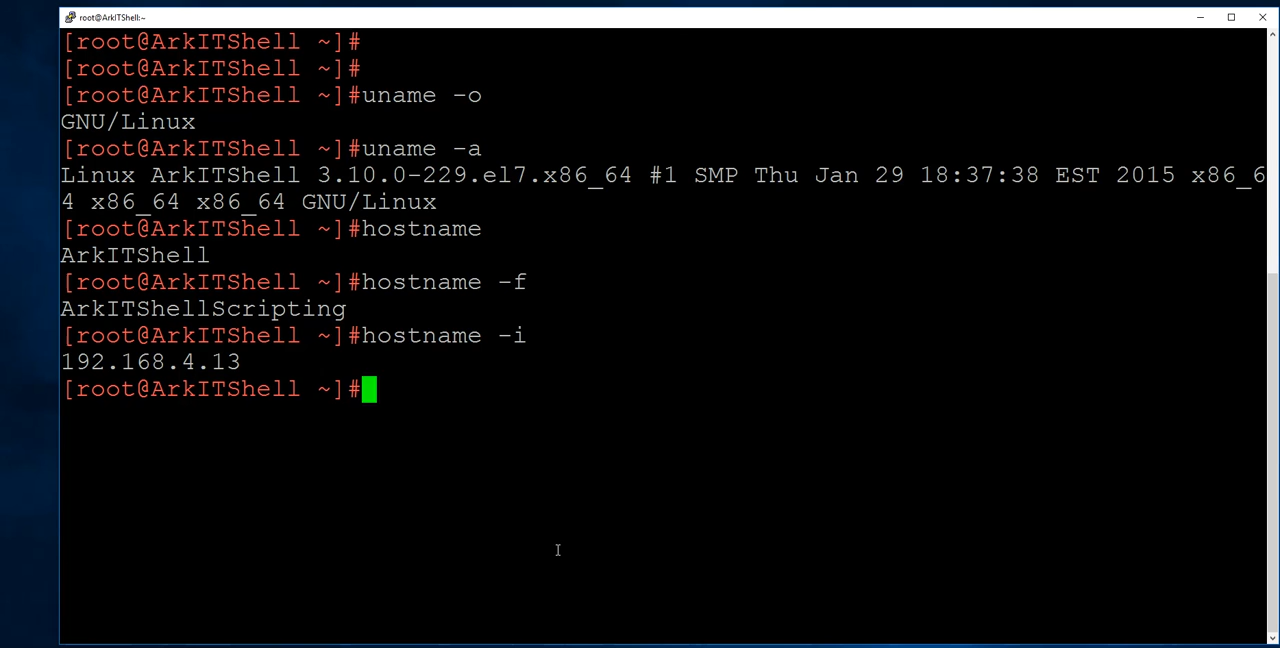 root@ArkITShell:~
[root@ArkITShell ~]#
[root@ArkITShell ~]#
[root@ArkITShell ~]#uname -o
GNU/Linux
[root@ArkITShell ~]#uname -a
Linux ArkITShell 3.10.0-229.el7.x86_64 #1 SMP Thu Jan 29 18:37:38 EST 2015 x86_6
4 x86_64 x86_64 GNU/Linux
[root@ArkITShell ~]#hostname
ArkITShell
[root@ArkITShell ~]#hostname -f
ArkITShellScripting
[root@ArkITShell ~]#hostname -i
192.168.4.13
[root@ArkITShell ~]#